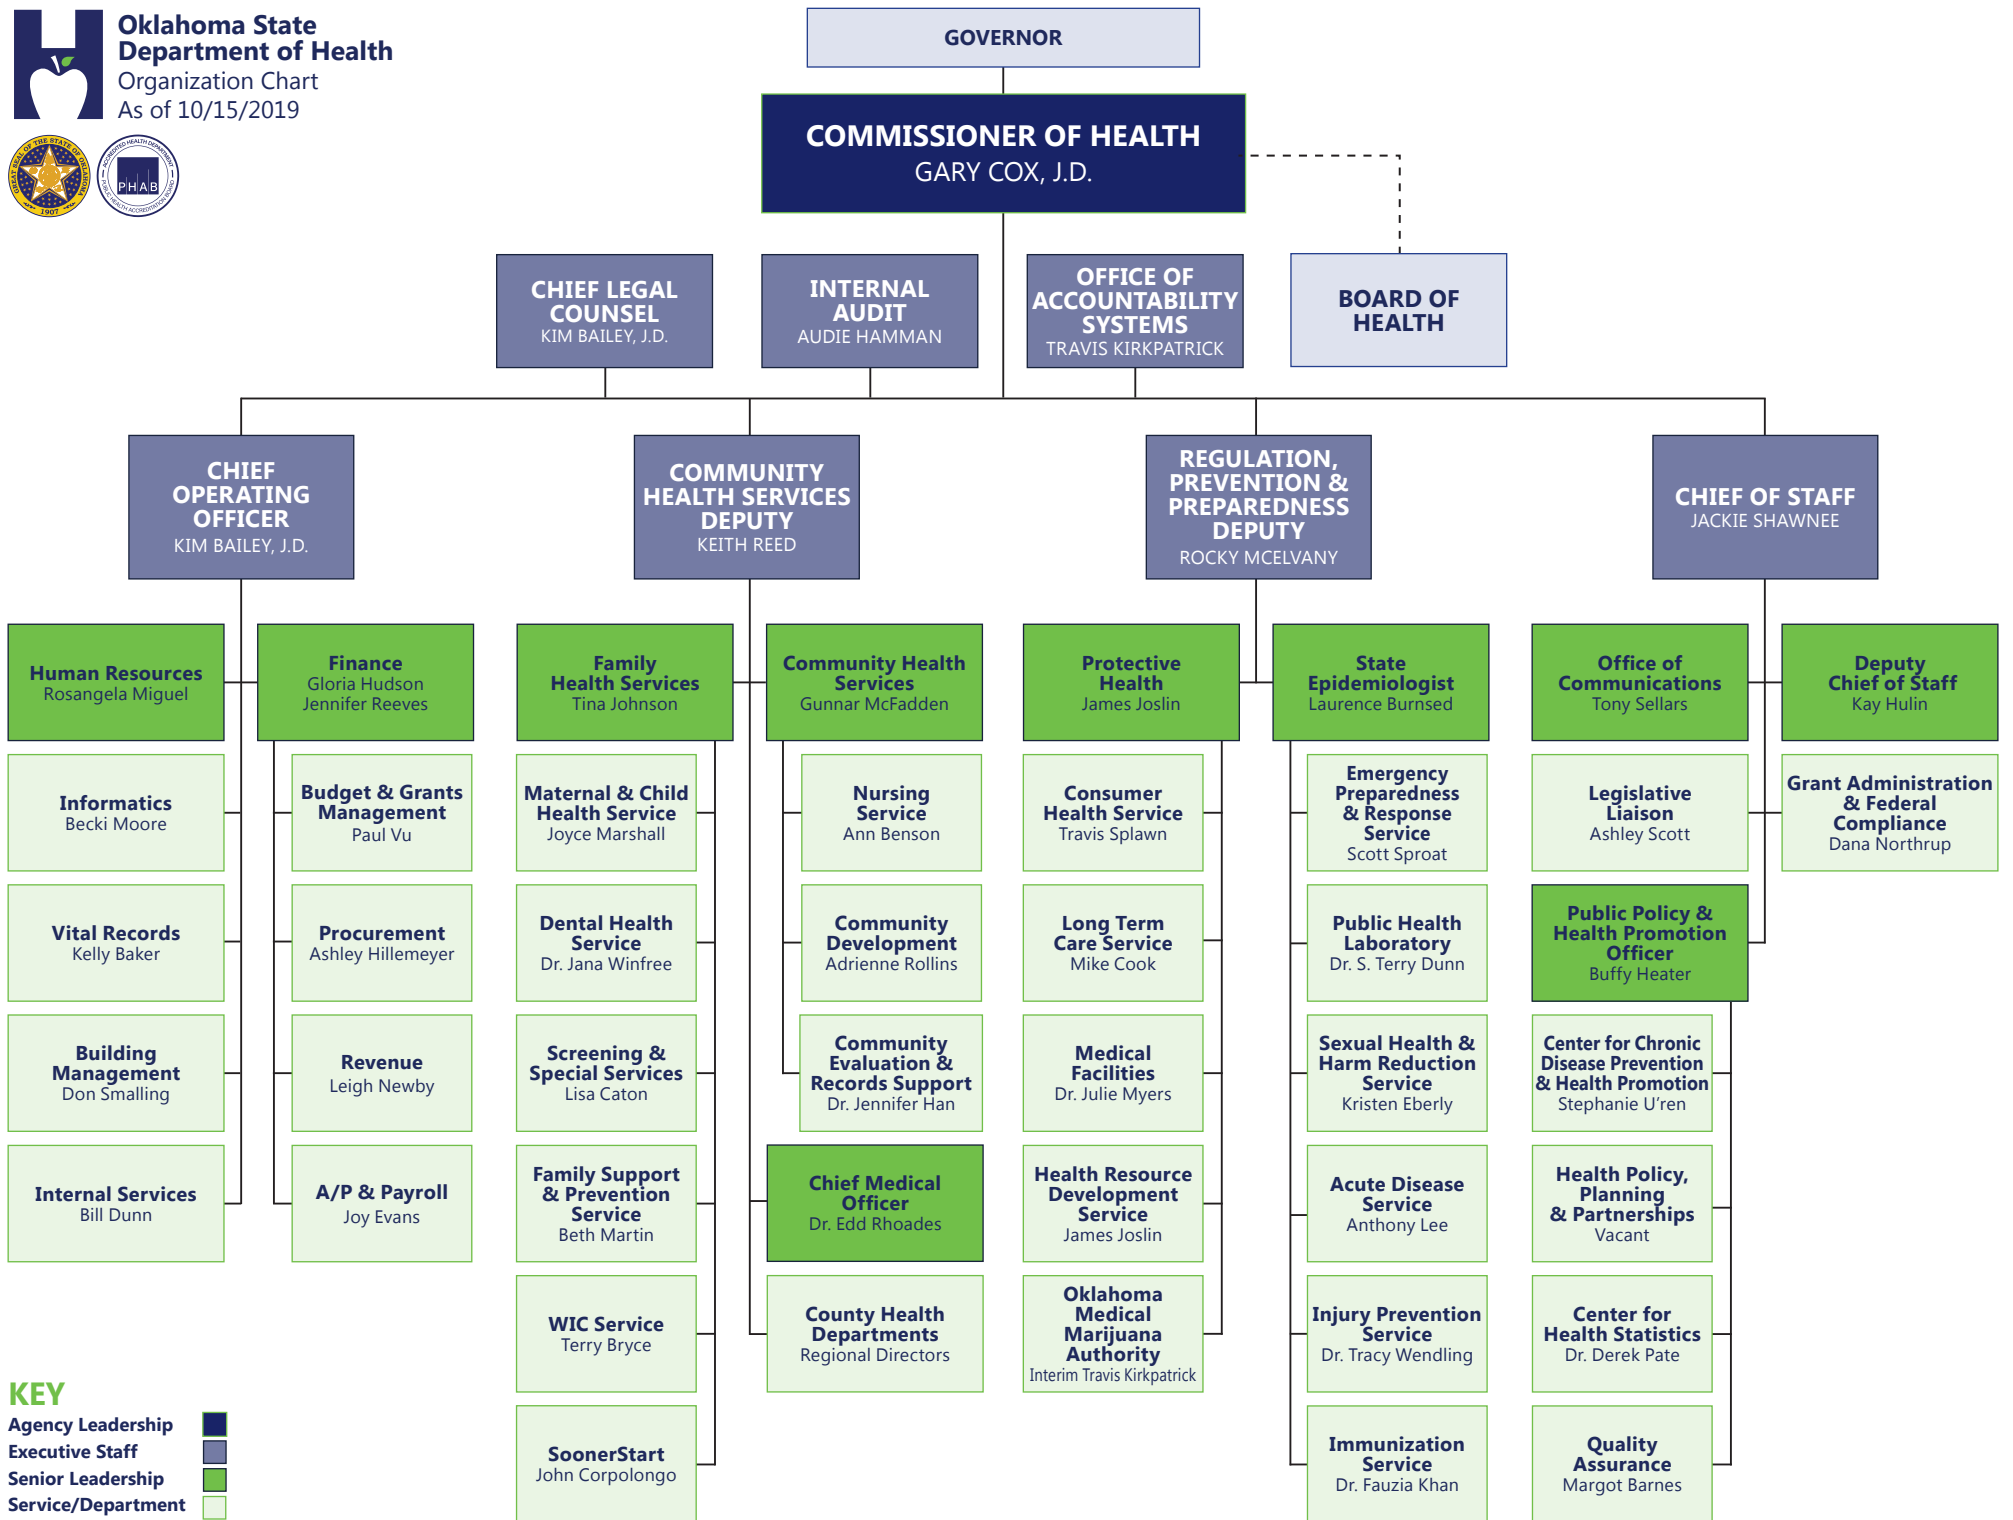 Oklahoma State
Department of Health
Organization Chart
As of 10/15/2019
GREAT SEAL OF THE STATE OF OKLAHOMA
1907
ACCREDITED HEALTH DEPARTMENT
PHAB
PUBLIC HEALTH ACCREDITATION BOARD
GOVERNOR
COMMISSIONER OF HEALTH
GARY COX, J.D.
CHIEF LEGAL
COUNSEL
KIM BAILEY, J.D.
INTERNAL
AUDIT
AUDIE HAMMAN
OFFICE OF
ACCOUNTABILITY
SYSTEMS
TRAVIS KIRKPATRICK
BOARD OF
HEALTH
CHIEF
OPERATING
OFFICER
KIM BAILEY, J.D.
COMMUNITY
HEALTH SERVICES
DEPUTY
KEITH REED
REGULATION,
PREVENTION &
PREPAREDNESS
DEPUTY
ROCKY MCELVANY
CHIEF OF STAFF
JACKIE SHAWNEE
Human Resources
Rosangela Miguel
Informatics
Becki Moore
Vital Records
Kelly Baker
Building
Management
Don Smalling
Internal Services
Bill Dunn
Finance
Gloria Hudson
Jennifer Reeves
Budget & Grants
Management
Paul Vu
Procurement
Ashley Hillemeyer
Revenue
Leigh Newby
A/P & Payroll
Joy Evans
Family
Health Services
Tina Johnson
Maternal & Child
Health Service
Joyce Marshall
Dental Health
Service
Dr. Jana Winfree
Screening &
Special Services
Lisa Caton
Family Support
& Prevention
Service
Beth Martin
WIC Service
Terry Bryce
SoonerStart
John Corpolongo
Community Health
Services
Gunnar McFadden
Nursing
Service
Ann Benson
Community
Development
Adrienne Rollins
Community
Evaluation &
Records Support
Dr. Jennifer Han
Chief Medical
Officer
Dr. Edd Rhoades
County Health
Departments
Regional Directors
Protective
Health
James Joslin
Consumer
Health Service
Travis Splawn
Long Term
Care Service
Mike Cook
Medical
Facilities
Dr. Julie Myers
Health Resource
Development
Service
James Joslin
Oklahoma
Medical
Marijuana
Authority
Interim Travis Kirkpatrick
State
Epidemiologist
Laurence Burnsed
Emergency
Preparedness
& Response
Service
Scott Sproat
Public Health
Laboratory
Dr. S. Terry Dunn
Sexual Health &
Harm Reduction
Service
Kristen Eberly
Acute Disease
Service
Anthony Lee
Injury Prevention
Service
Dr. Tracy Wendling
Immunization
Service
Dr. Fauzia Khan
Office of
Communications
Tony Sellars
Legislative
Liaison
Ashley Scott
Public Policy &
Health Promotion
Officer
Buffy Heater
Center for Chronic
Disease Prevention
& Health Promotion
Stephanie U’ren
Health Policy,
Planning
& Partnerships
Vacant
Center for
Health Statistics
Dr. Derek Pate
Quality
Assurance
Margot Barnes
Deputy
Chief of Staff
Kay Hulin
Grant Administration
& Federal
Compliance
Dana Northrup
KEY
Agency Leadership
Executive Staff
Senior Leadership
Service/Department